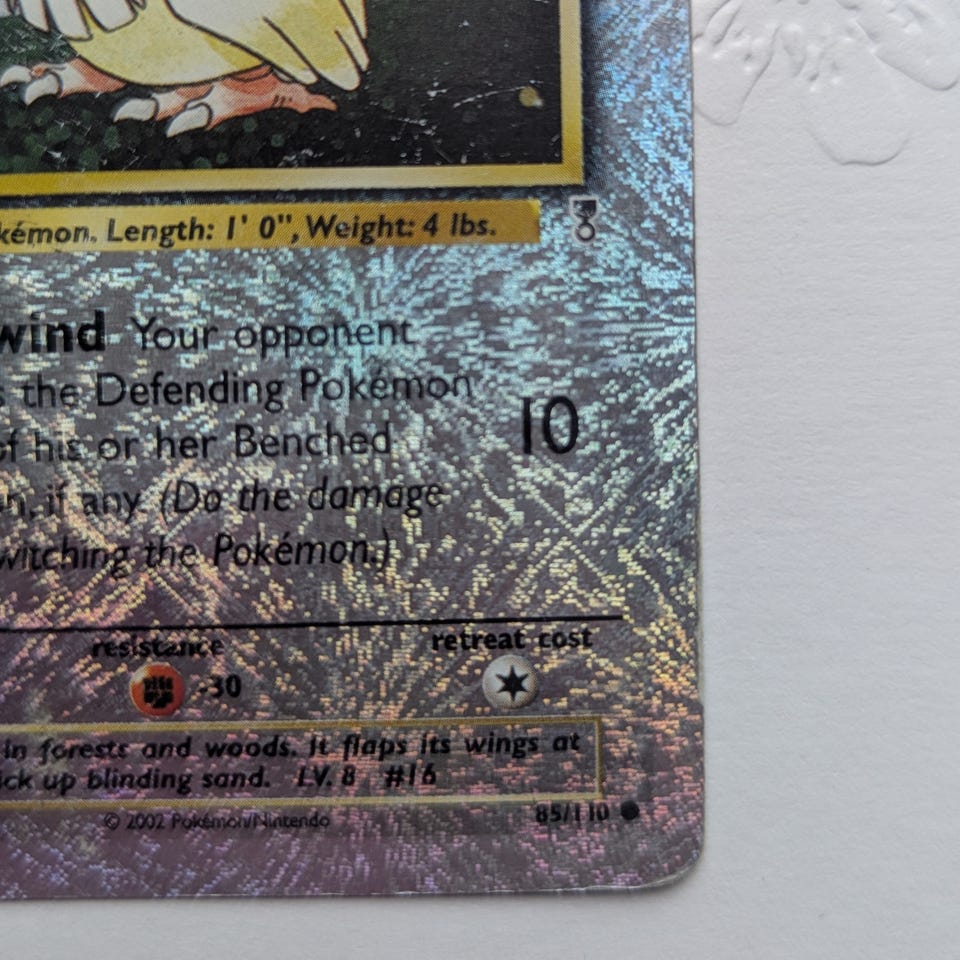 kémon. Length: 1' 0", Weight: 4 lbs.
wind Your opponent
s the Defending Pokémon
of his or her Benched
10
n, if any. (Do the damage
witching the Pokémon.)
resistance
retreat cost
-30
in forests and woods. It flaps its wings at
ick up blinding sand. LV. 8 #16
© 2002 Pokémon/Nintendo
85/110